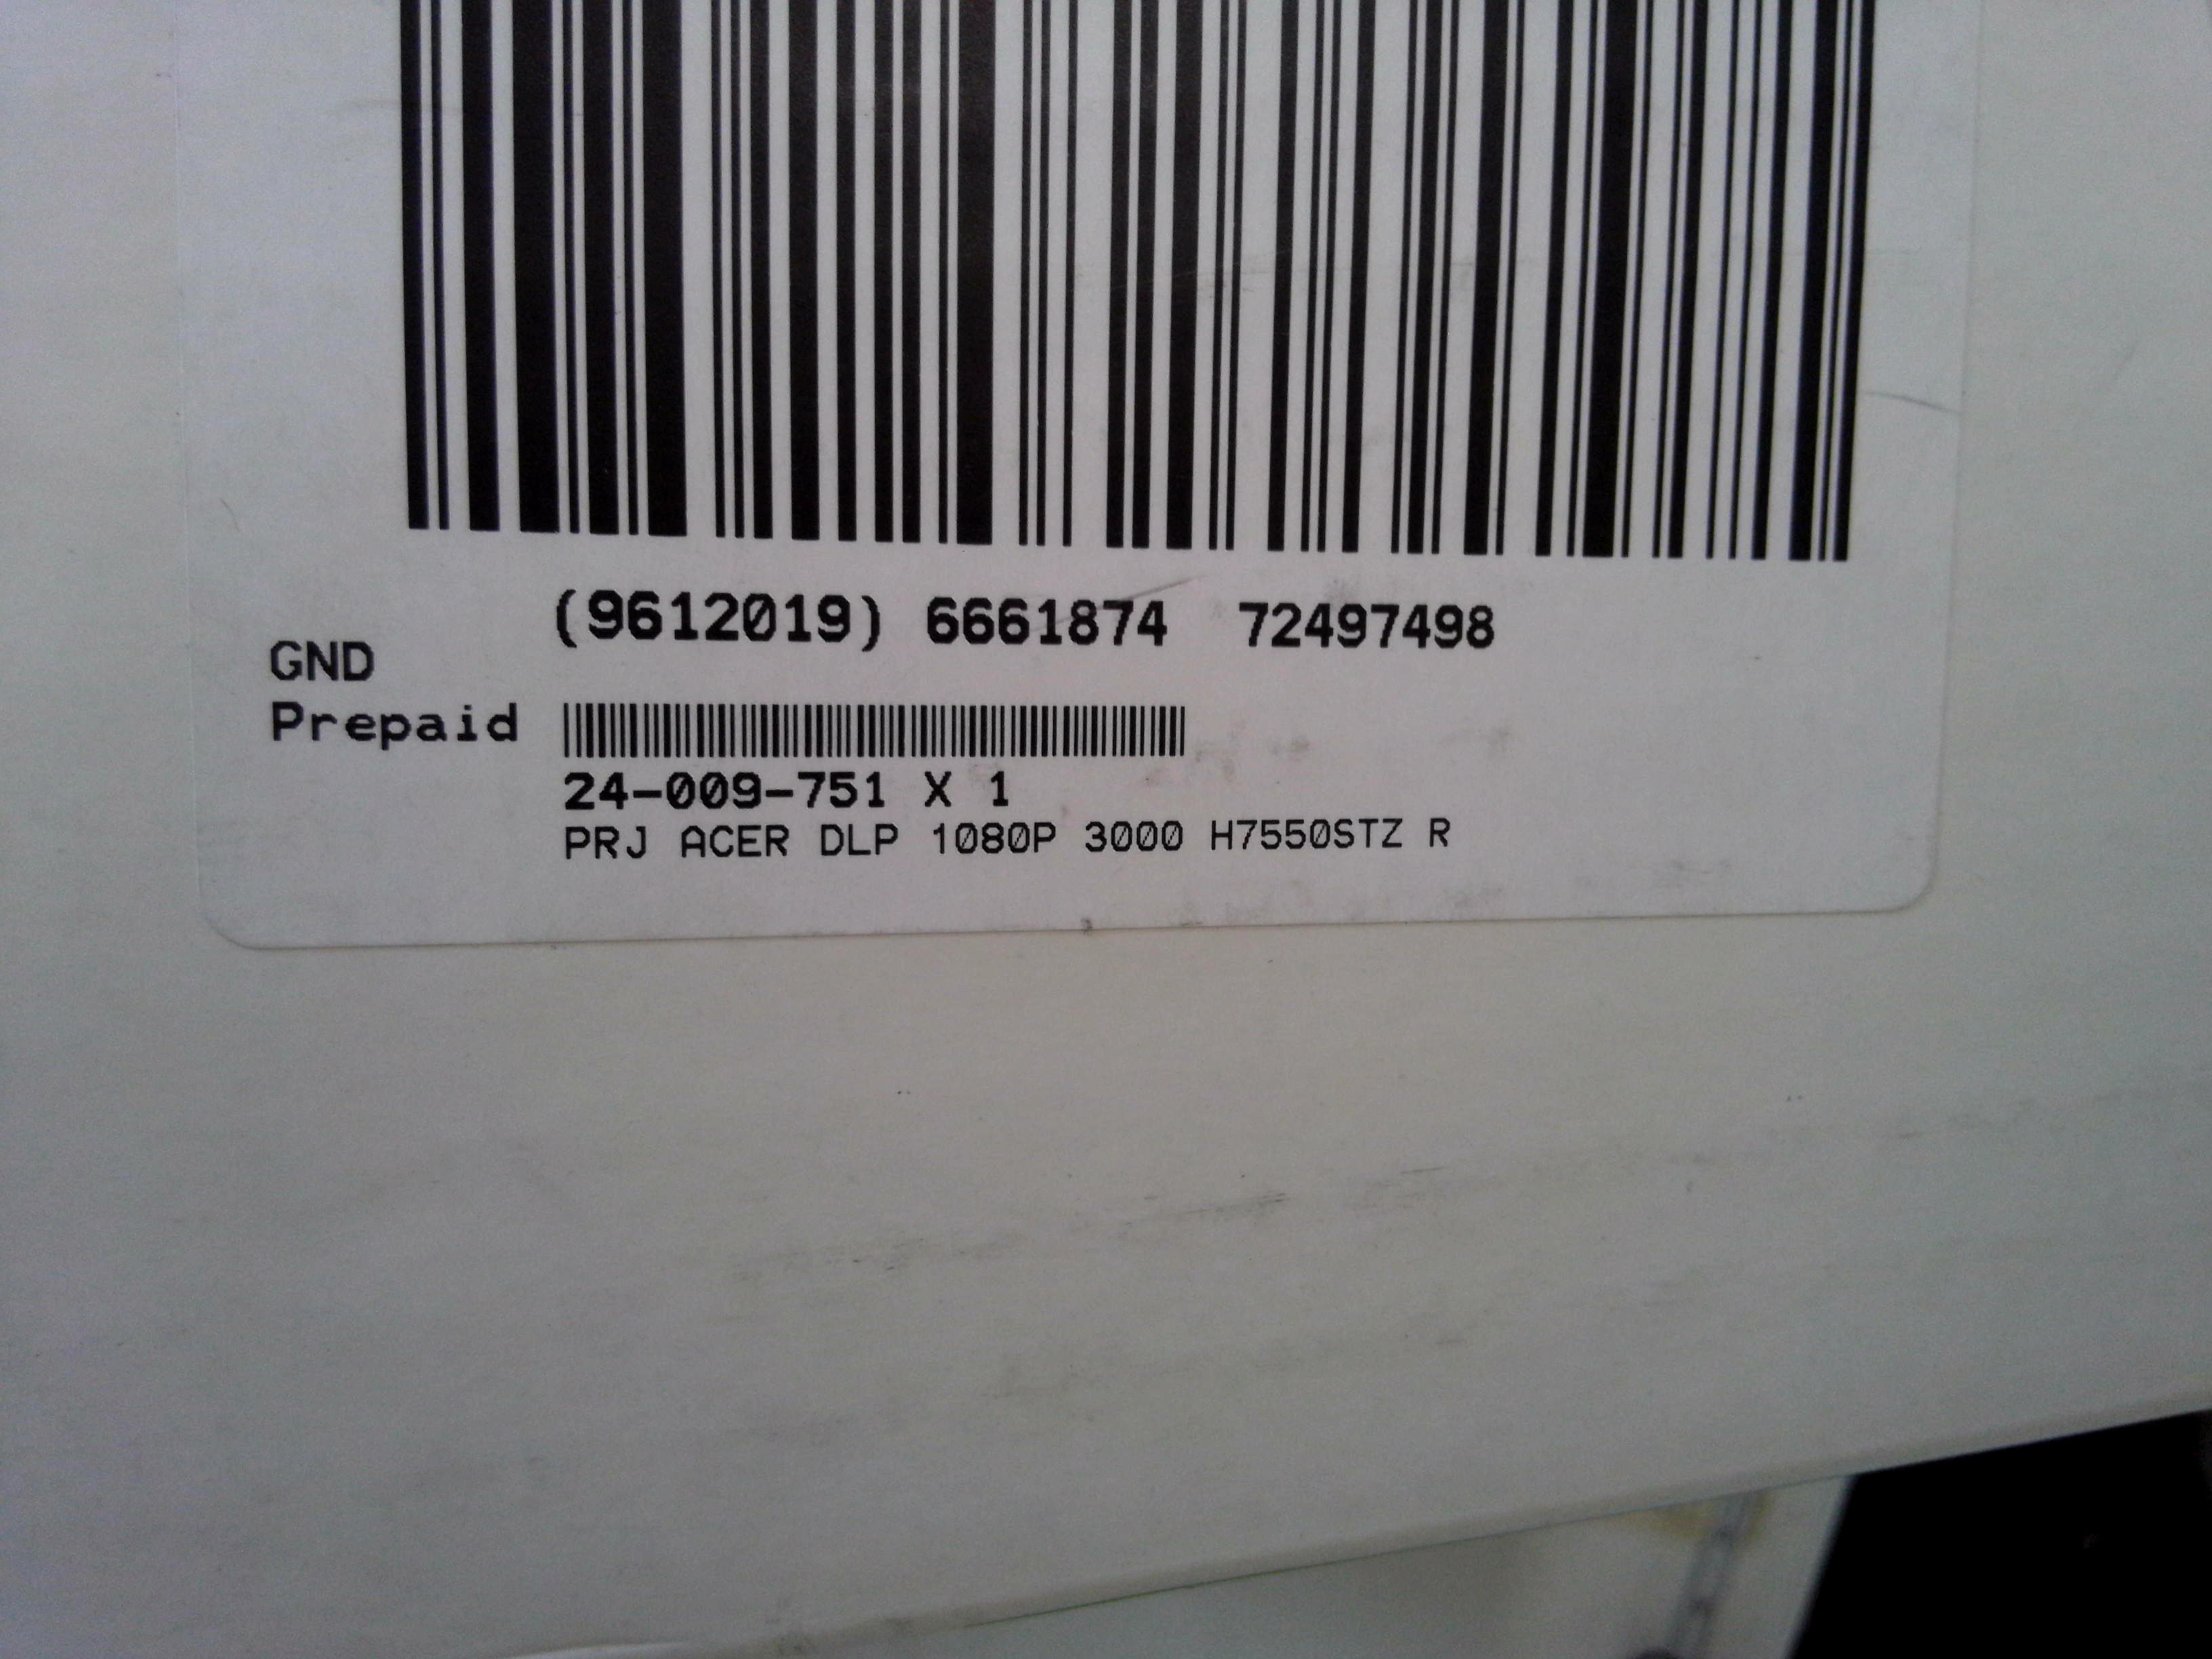 (9612019) 6661874 72497498
GND
Prepaid
24-009-751 X 1
PRJ ACER DLP 1080P 3000 H7550STZ R